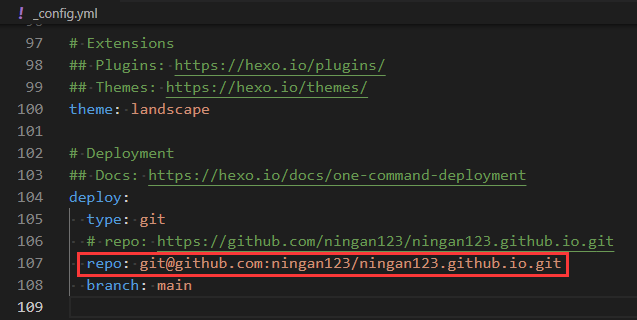 ! _config.yml
97 # Extensions
98 ## Plugins: https://hexo.io/plugins/
99 ## Themes: https://hexo.io/themes/
100 theme: landscape
101
102 # Deployment
103 ## Docs: https://hexo.io/docs/one-command-deployment
104 deploy:
105   type: git
106   # repo: https://github.com/ningan123/ningan123.github.io.git
107   repo: git@github.com:ningan123/ningan123.github.io.git
108   branch: main
109